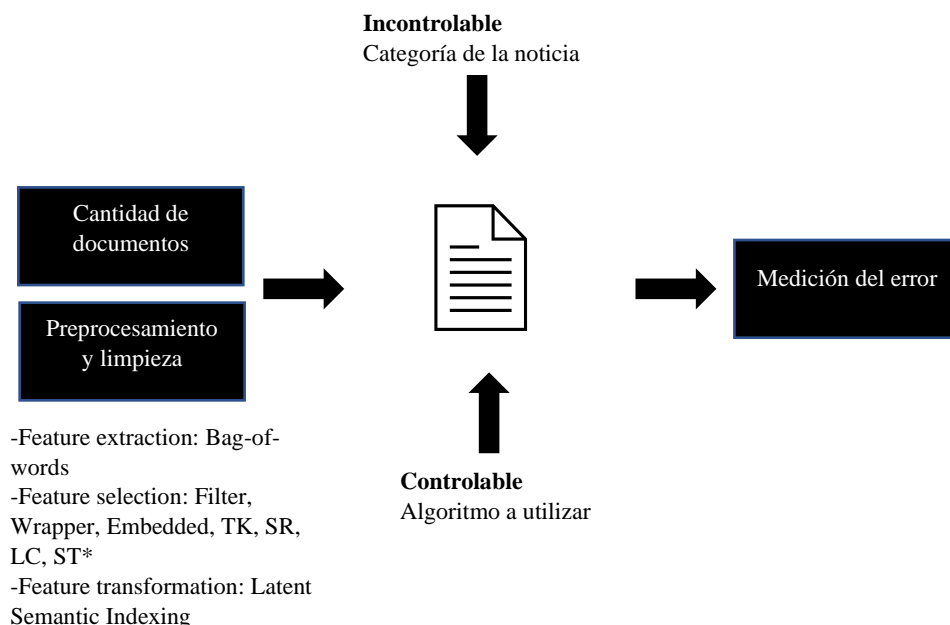 Incontrolable
Categoría de la noticia
Cantidad de
documentos
Preprocesamiento
y limpieza
Medición del error
-Feature extraction: Bag-of-
words
-Feature selection: Filter,
Wrapper, Embedded, TK, SR,
LC, ST*
-Feature transformation: Latent
Semantic Indexing
Controlable
Algoritmo a utilizar